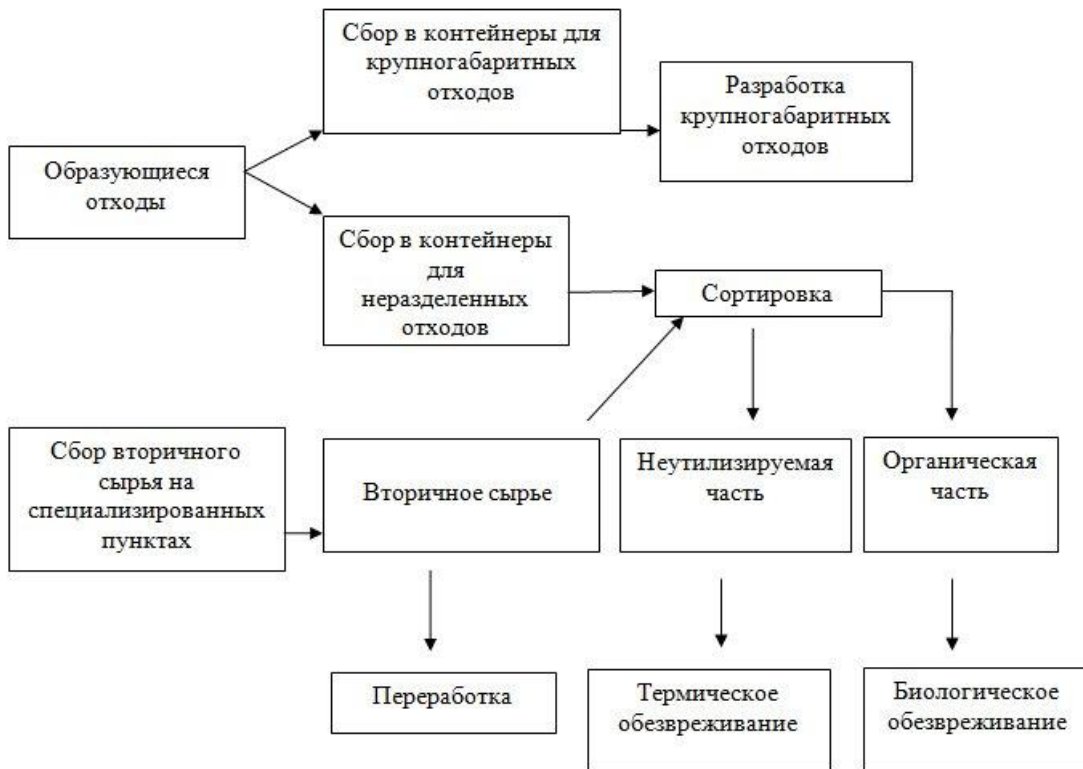 Сбор в контейнеры для
крупногабаритных
отходов
Разработка
крупногабаритных
отходов
Образующиеся
отходы
Сбор в контейнеры
для
неразделенных
отходов
Сортировка
Сбор вторичного
сырья на
специализированных
пунктах
Вторичное сырье
Неутилизируемая
часть
Органическая
часть
Переработка
Термическое
обезвреживание
Биологическое
обезвреживание